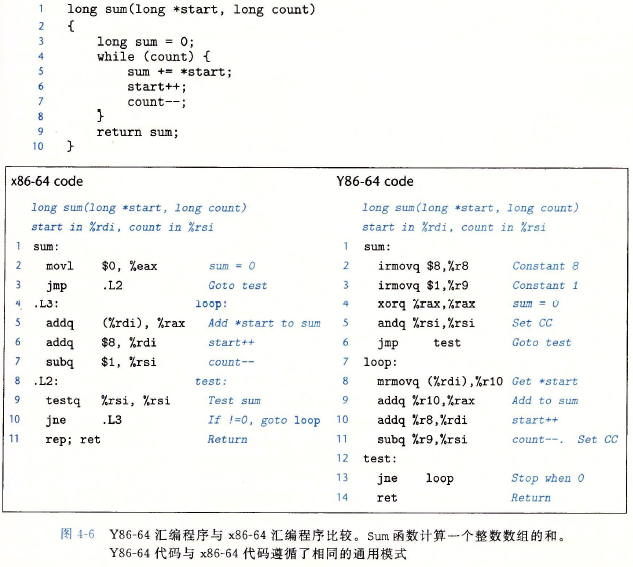 1 long sum(long *start, long count)
2 {
3 long sum = 0;
4 while (count) {
5 sum += *start;
6 start++;
7 count--;
8 }
9 return sum;
10 }
x86-64 code
long sum(long *start, long count)
start in %rdi, count in %rsi
1 sum:
2 movl $0, %eax sum = 0
3 jmp .L2 Goto test
4 .L3: loop:
5 addq (%rdi), %rax Add *start to sum
6 addq $8, %rdi start++
7 subq $1, %rsi count--
8 .L2: test:
9 testq %rsi, %rsi Test sum
10 jne .L3 If !=0, goto loop
11 rep; ret Return
Y86-64 code
long sum(long *start, long count)
start in %rdi, count in %rsi
1 sum:
2 irmovq $8,%r8 Constant 8
3 irmovq $1,%r9 Constant 1
4 xorq %rax,%rax sum = 0
5 andq %rsi,%rsi Set CC
6 jmp test Goto test
7 loop:
8 mrmovq (%rdi),%r10 Get *start
9 addq %r10,%rax Add to sum
10 addq %r8,%rdi start++
11 subq %r9,%rsi count--. Set CC
12 test:
13 jne loop Stop when 0
14 ret Return
图 4-6 Y86-64 汇编程序与 x86-64 汇编程序比较。Sum 函数计算一个整数数组的和。
Y86-64 代码与 x86-64 代码遵循了相同的通用模式